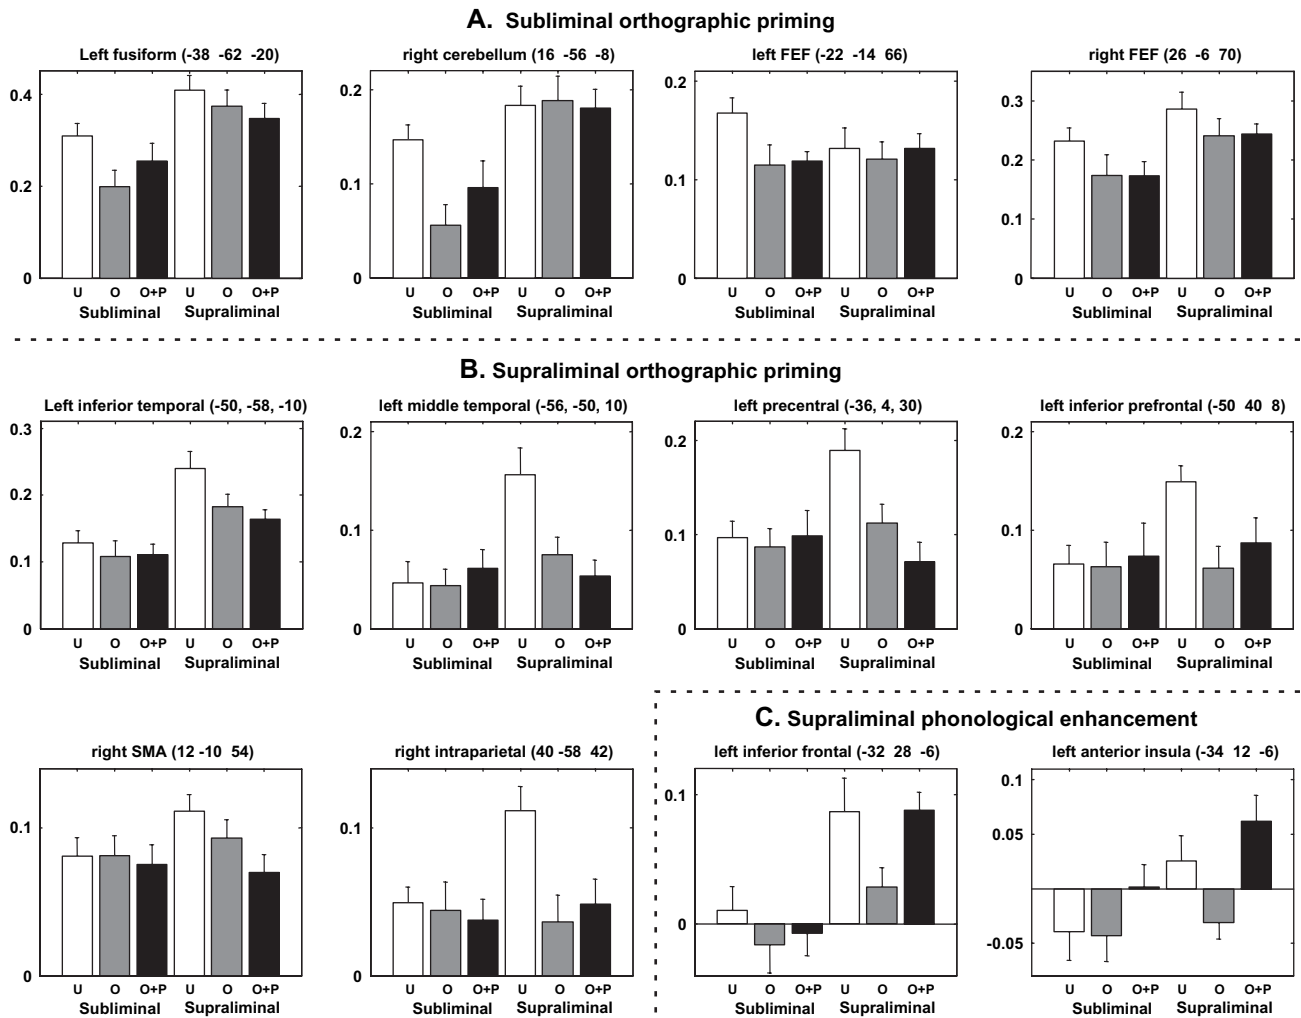 A. Subliminal orthographic priming
Left fusiform (-38 -62 -20)
right cerebellum (16 -56 -8)
left FEF (-22 -14 66)
right FEF (26 -6 70)
0.4
0.2
0
0.2
0.1
0
0.2
0.1
0
0.3
0.2
0.1
0
U O O+P U O O+P
U O O+P U O O+P
U O O+P U O O+P
U O O+P U O O+P
Subliminal Supraliminal
Subliminal Supraliminal
Subliminal Supraliminal
Subliminal Supraliminal
B. Supraliminal orthographic priming
Left inferior temporal (-50, -58, -10)
left middle temporal (-56, -50, 10)
left precentral (-36, 4, 30)
left inferior prefrontal (-50 40 8)
0.3
0.2
0.1
0
0.2
0.1
0
0.2
0.1
0
0.2
0.1
0
U O O+P U O O+P
U O O+P U O O+P
U O O+P U O O+P
U O O+P U O O+P
Subliminal Supraliminal
Subliminal Supraliminal
Subliminal Supraliminal
Subliminal Supraliminal
right SMA (12 -10 54)
right intraparietal (40 -58 42)
0.1
0
0.1
0
U O O+P U O O+P
U O O+P U O O+P
Subliminal Supraliminal
Subliminal Supraliminal
C. Supraliminal phonological enhancement
left inferior frontal (-32 28 -6)
left anterior insula (-34 12 -6)
0.1
0
0.1
0.05
0
-0.05
U O O+P U O O+P
U O O+P U O O+P
Subliminal Supraliminal
Subliminal Supraliminal